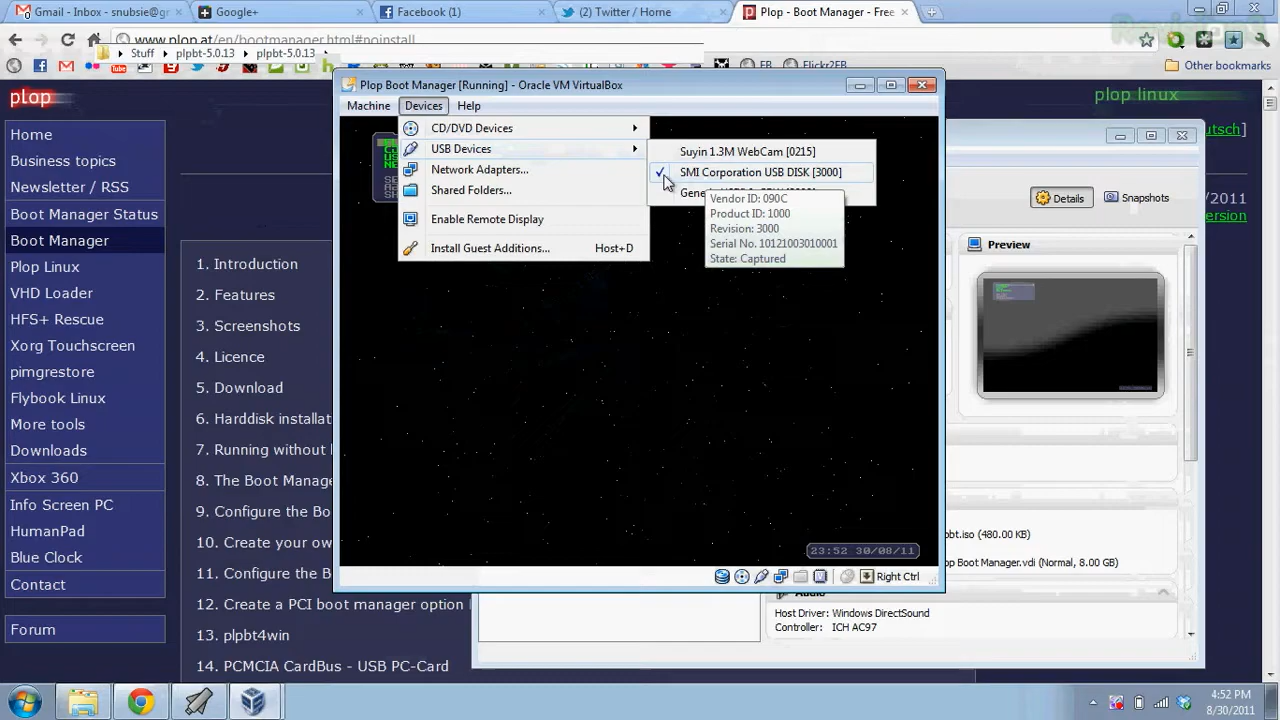 Gmail - Inbox - snubsie@gr
Google+
Facebook (1)
(2) Twitter / Home
Plop - Boot Manager - Free
www.plop.at/en/bootmanager.html#noinstall
Revision3
Stuff
plpbt-5.0.13
plpbt-5.0.13
FB
Flickr2FB
Other bookmarks
plop
plop linux
Plop Boot Manager [Running] - Oracle VM VirtualBox
Machine
Devices
Help
CD/DVD Devices
USB Devices
Network Adapters...
Shared Folders...
Enable Remote Display
Install Guest Additions...
Host+D
Suyin 1.3M WebCam [0215]
SMI Corporation USB DISK [3000]
Vendor ID: 090C
Product ID: 1000
Revision: 3000
Serial No. 10121003010001
State: Captured
Home
Business topics
Newsletter / RSS
Boot Manager Status
Boot Manager
Plop Linux
VHD Loader
HFS+ Rescue
Xorg Touchscreen
pimgrestore
Flybook Linux
More tools
Downloads
Xbox 360
Info Screen PC
HumanPad
Blue Clock
Contact
Forum
1. Introduction
2. Features
3. Screenshots
4. Licence
5. Download
6. Harddisk installat
7. Running without
8. The Boot Manage
9. Configure the Bo
10. Create your ow
11. Configure the B
12. Create a PCI boot manager option
13. plpbt4win
14. PCMCIA CardBus - USB PC-Card
23:52 30/08/11
Right Ctrl
utsch]
ersion
Details
Snapshots
Preview
pbt.iso (480.00 KB)
op Boot Manager.vdi (Normal, 8.00 GB)
Audio
Host Driver: Windows DirectSound
Controller: ICH AC97
4:52 PM
8/30/2011